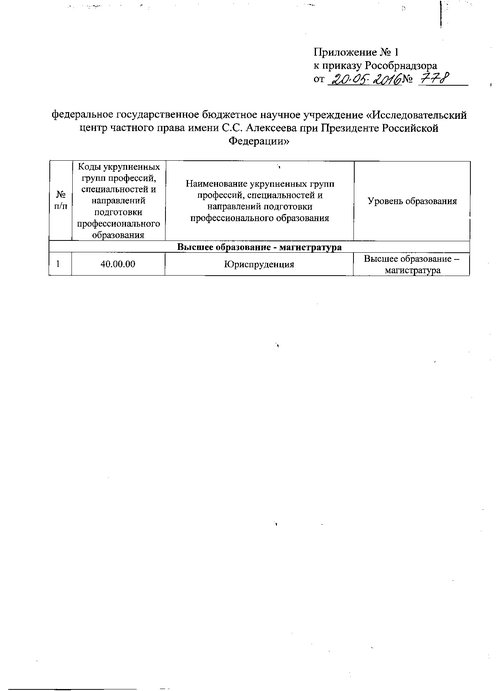 Приложение № 1
к приказу Рособрнадзора
от 20.05.2016 № 778
федеральное государственное бюджетное научное учреждение «Исследовательский
центр частного права имени С.С. Алексеева при Президенте Российской
Федерации»
№
п/п
Коды укрупненных
групп профессий,
специальностей и
направлений
подготовки
профессионального
образования
Наименование укрупненных групп
профессий, специальностей и
направлений подготовки
профессионального образования
Уровень образования
Высшее образование - магистратура
1
40.00.00
Юриспруденция
Высшее образование –
магистратура